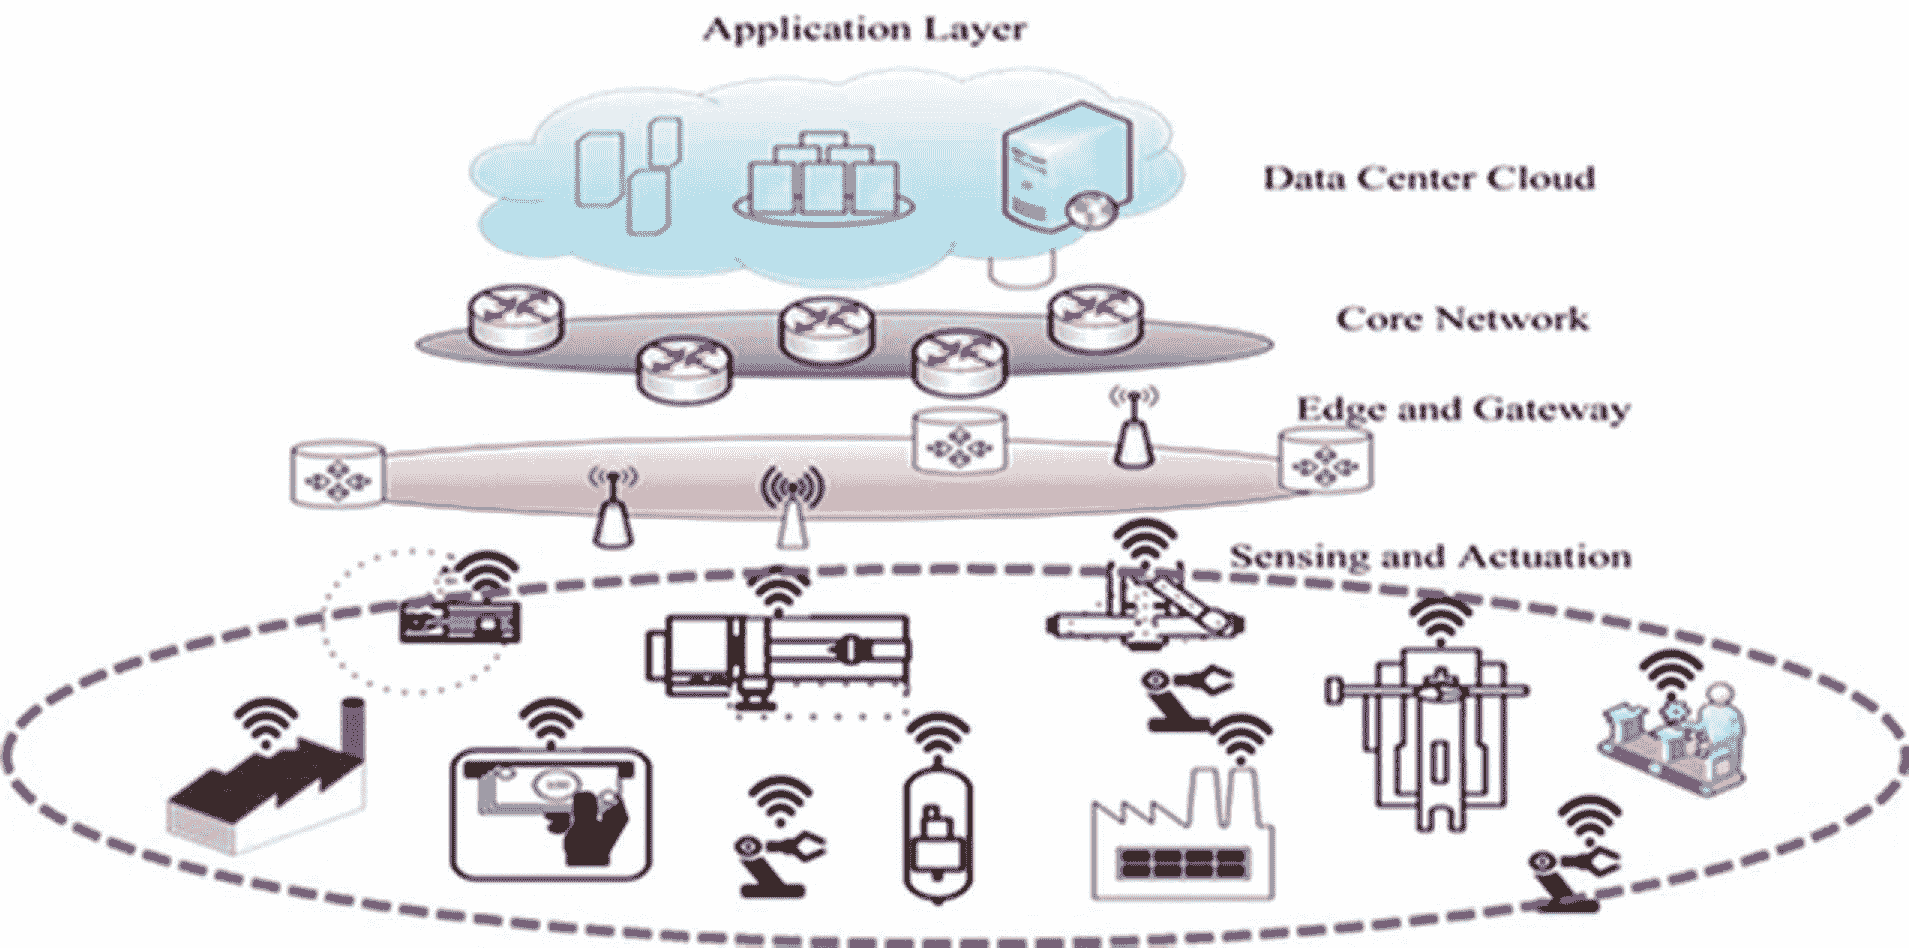 Application Layer
Data Center Cloud
Core Network
Edge and Gateway
Sensing and Actuation